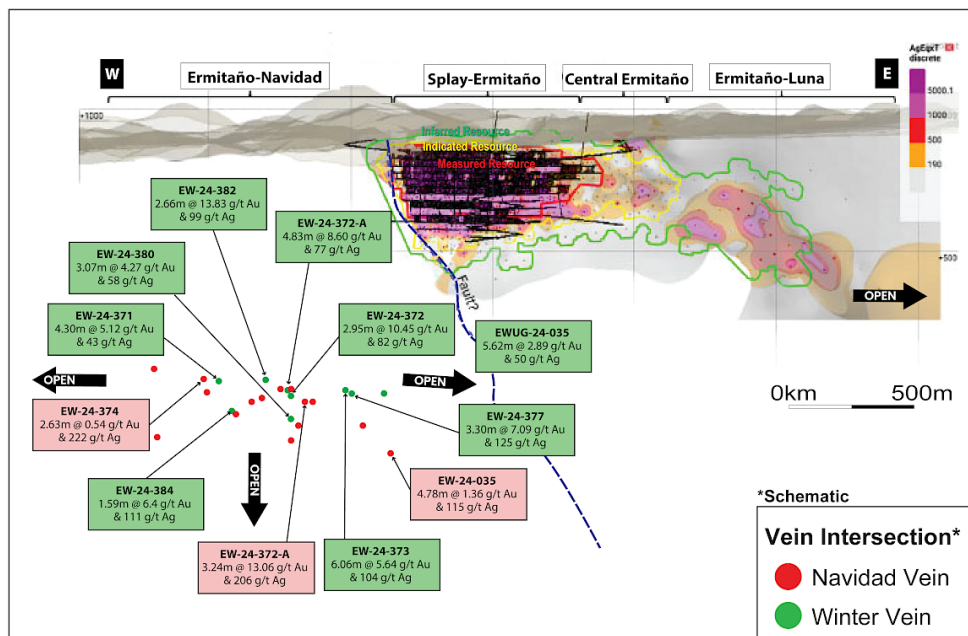 W
Ermitaño-Navidad
Splay-Ermitaño
Central Ermitaño
Ermitaño-Luna
E
AgEqxT
discrete
5000.1
1000
500
190
+1000
Inferred Resource
Indicated Resource
Measured Resource
+500
OPEN
Fault?
EW-24-382
2.66m @ 13.83 g/t Au
& 99 g/t Ag
EW-24-372-A
4.83m @ 8.60 g/t Au
& 77 g/t Ag
EW-24-380
3.07m @ 4.27 g/t Au
& 58 g/t Ag
EW-24-371
4.30m @ 5.12 g/t Au
& 43 g/t Ag
EW-24-372
2.95m @ 10.45 g/t Au
& 82 g/t Ag
EWUG-24-035
5.62m @ 2.89 g/t Au
& 50 g/t Ag
OPEN
OPEN
0km
500m
EW-24-374
2.63m @ 0.54 g/t Au
& 222 g/t Ag
EW-24-377
3.30m @ 7.09 g/t Au
& 125 g/t Ag
OPEN
EW-24-384
1.59m @ 6.4 g/t Au
& 111 g/t Ag
EW-24-035
4.78m @ 1.36 g/t Au
& 115 g/t Ag
EW-24-372-A
3.24m @ 13.06 g/t Au
& 206 g/t Ag
EW-24-373
6.06m @ 5.64 g/t Au
& 104 g/t Ag
*Schematic
Vein Intersection*
Navidad Vein
Winter Vein